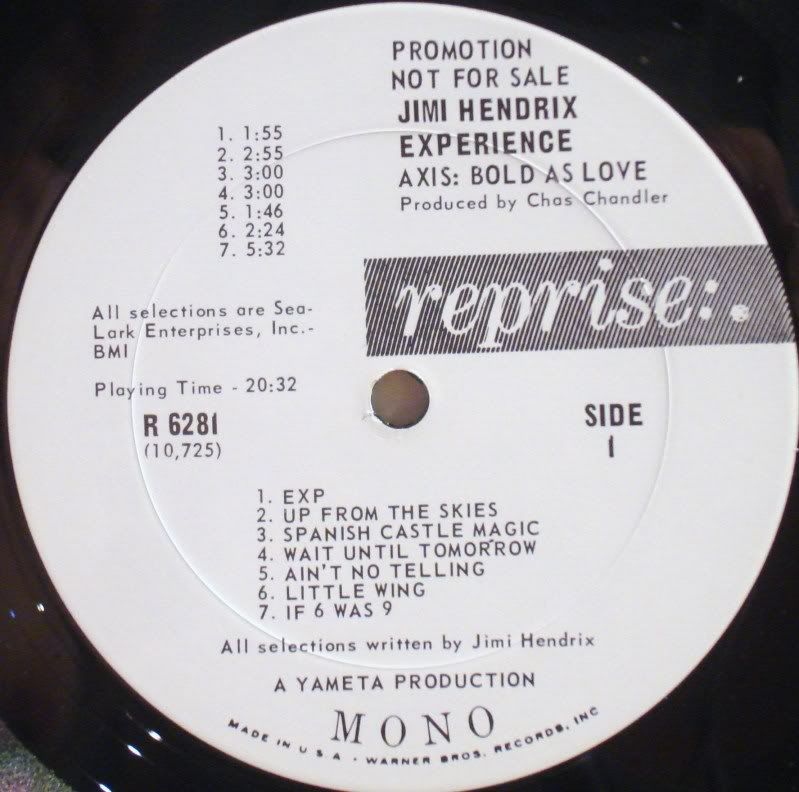 PROMOTION
NOT FOR SALE
JIMI HENDRIX
EXPERIENCE
AXIS: BOLD AS LOVE
Produced by Chas Chandler
1. 1:55
2. 2:55
3. 3:00
4. 3:00
5. 1:46
6. 2:24
7. 5:32
reprise:.
All selections are Sea-
Lark Enterprises, Inc.-
BMI
Playing Time - 20:32
R 6281
(10,725)
SIDE
1
1. EXP
2. UP FROM THE SKIES
3. SPANISH CASTLE MAGIC
4. WAIT UNTIL TOMORROW
5. AIN'T NO TELLING
6. LITTLE WING
7. IF 6 WAS 9
All selections written by Jimi Hendrix
A YAMETA PRODUCTION
MONO
MADE IN U S A • WARNER BROS. RECORDS, INC